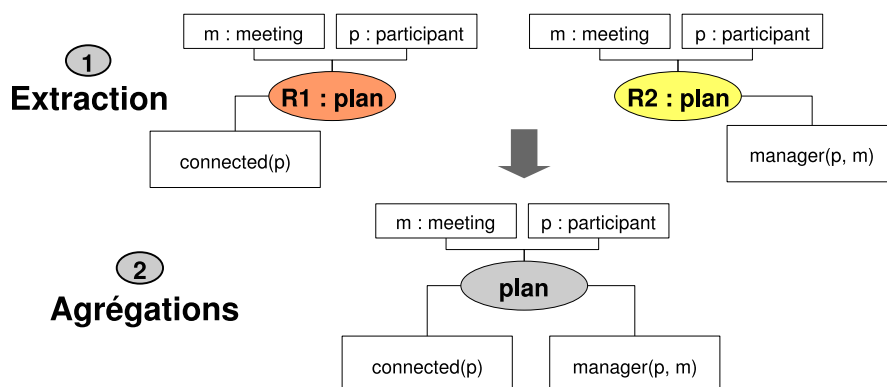 m : meeting
p : participant
m : meeting
p : participant
1
Extraction
R1 : plan
R2 : plan
connected(p)
manager(p, m)
m : meeting
p : participant
2
Agrégations
plan
connected(p)
manager(p, m)